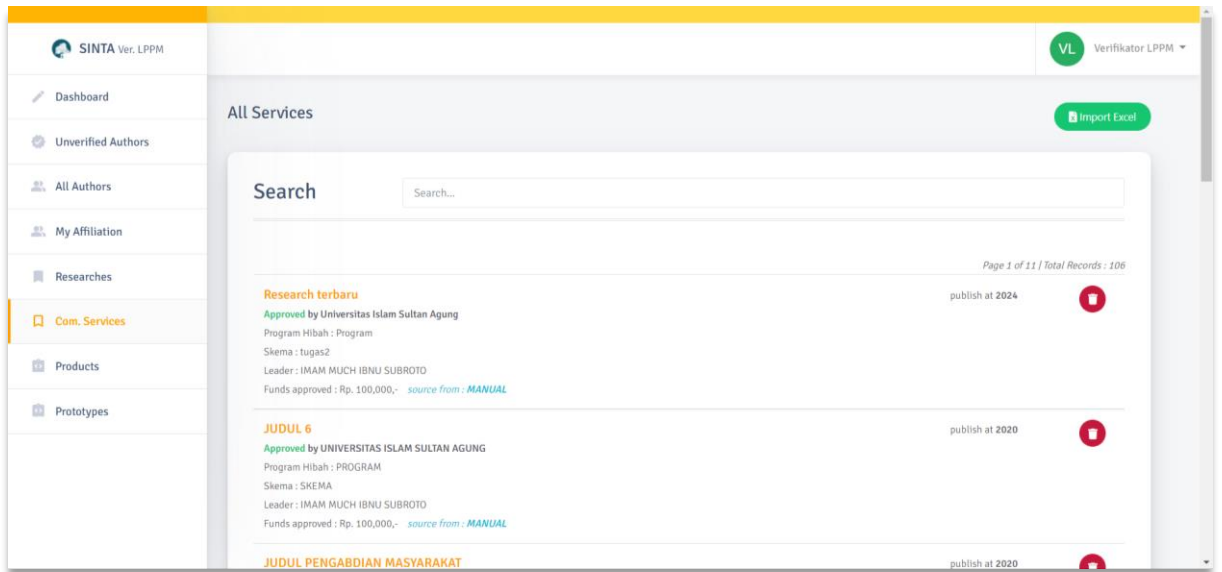 SINTA Ver. LPPM
VL Verifikator LPPM
Dashboard
Unverified Authors
All Authors
My Affiliation
Researches
Com. Services
Products
Prototypes
All Services
Import Excel
Search
Search...
Page 1 of 11 | Total Records : 106
Research terbaru
publish at 2024
Approved by Universitas Islam Sultan Agung
Program Hibah : Program
Skema : tugas2
Leader : IMAM MUCH IBNU SUBROTO
Funds approved : Rp. 100,000,- source from : MANUAL
JUDUL 6
publish at 2020
Approved by UNIVERSITAS ISLAM SULTAN AGUNG
Program Hibah : PROGRAM
Skema : SKEMA
Leader : IMAM MUCH IBNU SUBROTO
Funds approved : Rp. 100,000,- source from : MANUAL
JUDUL PENGABDIAN MASYARAKAT
publish at 2020